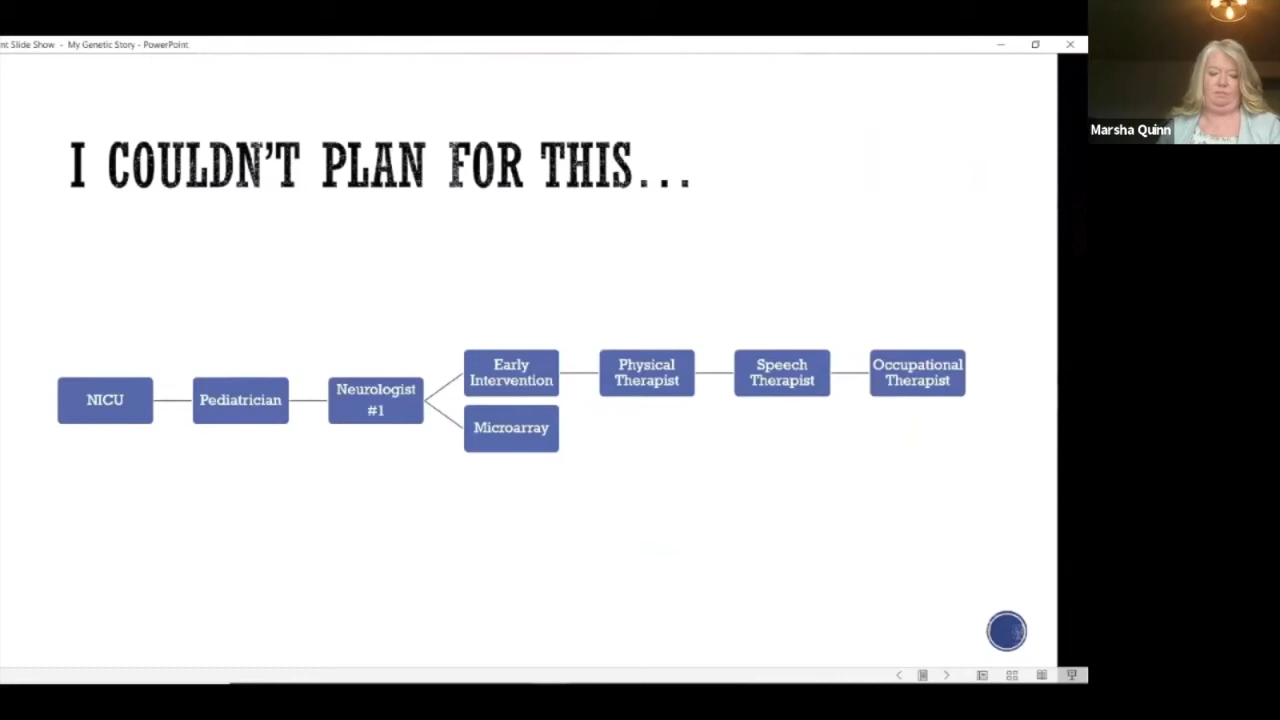 nt Slide Show - My Genetic Story - PowerPoint
Marsha Quinn
I COULDN'T PLAN FOR THIS...
NICU
Pediatrician
Neurologist
#1
Early
Intervention
Physical
Therapist
Speech
Therapist
Occupational
Therapist
Microarray